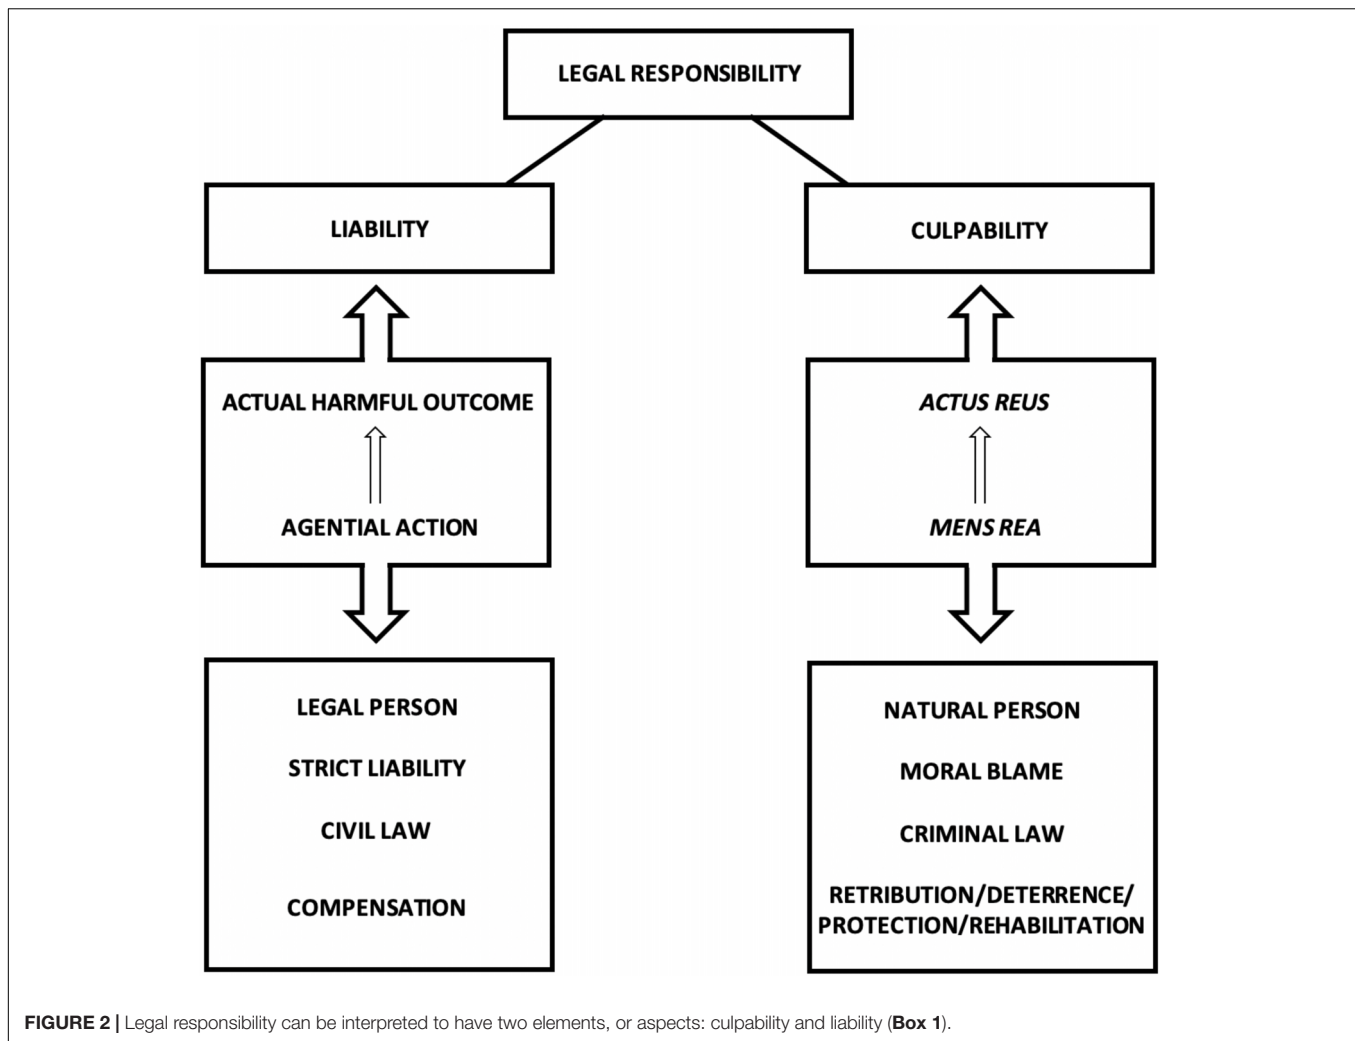 LEGAL RESPONSIBILITY
LIABILITY
CULPABILITY
ACTUAL HARMFUL OUTCOME
AGENTIAL ACTION
ACTUS REUS
MENS REA
LEGAL PERSON
STRICT LIABILITY
CIVIL LAW
COMPENSATION
NATURAL PERSON
MORAL BLAME
CRIMINAL LAW
RETRIBUTION/DETERRENCE/
PROTECTION/REHABILITATION
FIGURE 2 | Legal responsibility can be interpreted to have two elements, or aspects: culpability and liability (Box 1).